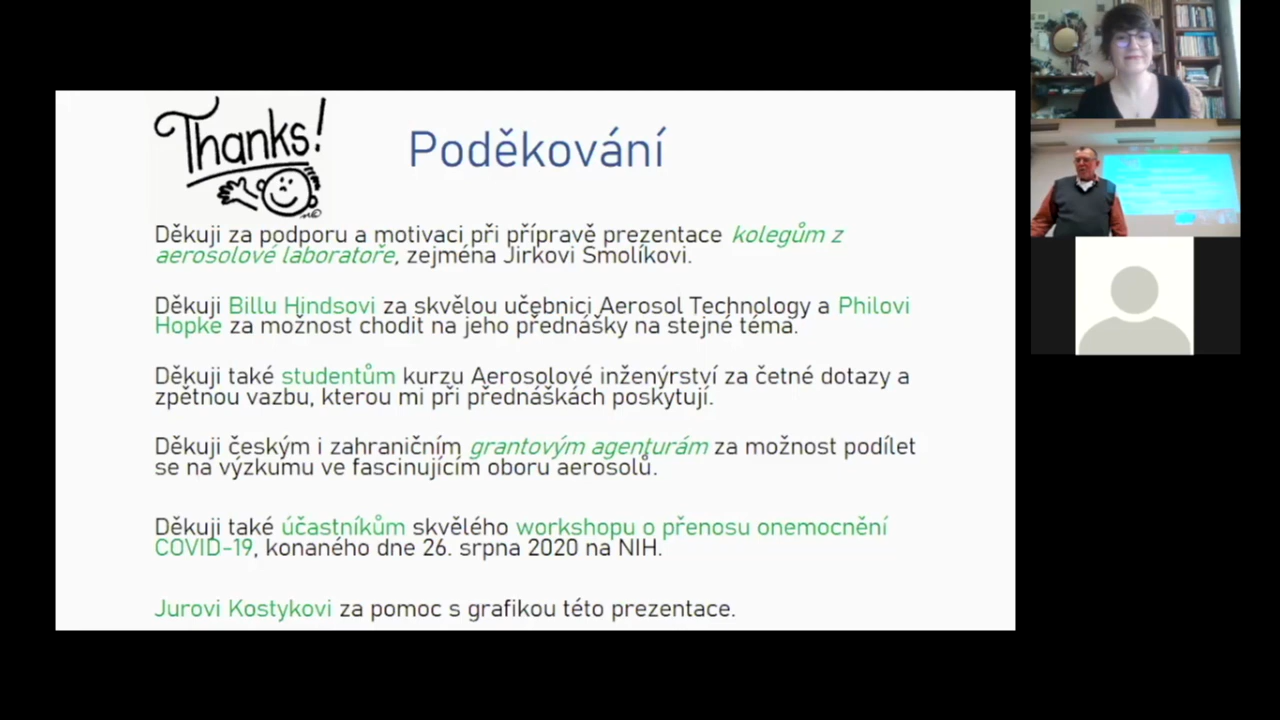 Thanks!
Poděkování
Děkuji za podporu a motivaci při přípravě prezentace kolegům z
aerosolové laboratoře, zejména Jirkovi Smolíkovi.
Děkuji Billu Hindsovi za skvělou učebnici Aerosol Technology a Philovi
Hopke za možnost chodit na jeho přednášky na stejné téma.
Děkuji také studentům kurzu Aerosolové inženýrství za četné dotazy a
zpětnou vazbu, kterou mi při přednáškách poskytují.
Děkuji českým i zahraničním grantovým agenturám za možnost podílet
se na výzkumu ve fascinujícím oboru aerosolů.
Děkuji také účastníkům skvělého workshopu o přenosu onemocnění
COVID-19, konaného dne 26. srpna 2020 na NIH.
Jurovi Kostykovi za pomoc s grafikou této prezentace.